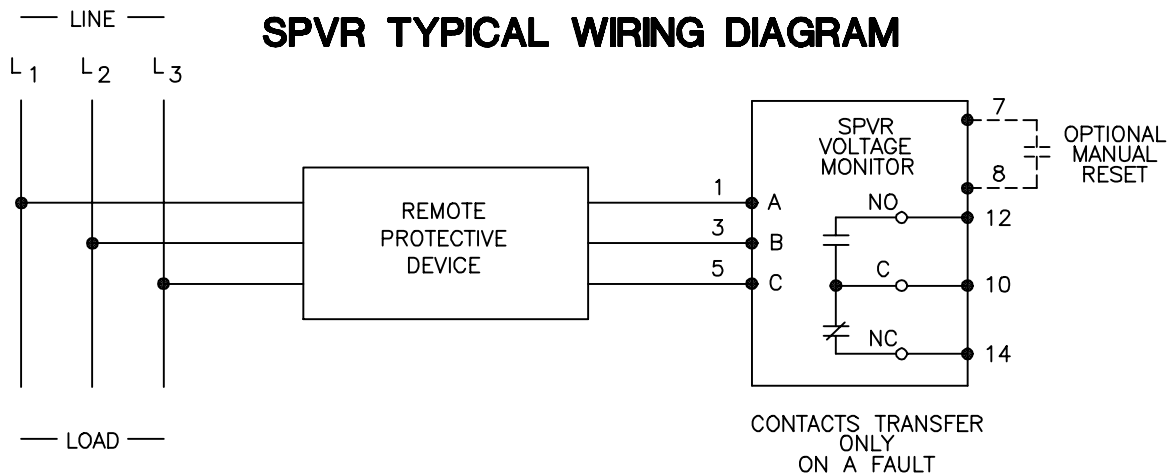 SPVR TYPICAL WIRING DIAGRAM
LINE
L1 L2 L3
REMOTE
PROTECTIVE
DEVICE
1
3
5
A
B
C
SPVR
VOLTAGE
MONITOR
NO
C
NC
7
8
12
10
14
OPTIONAL
MANUAL
RESET
LOAD
CONTACTS TRANSFER
ONLY
ON A FAULT